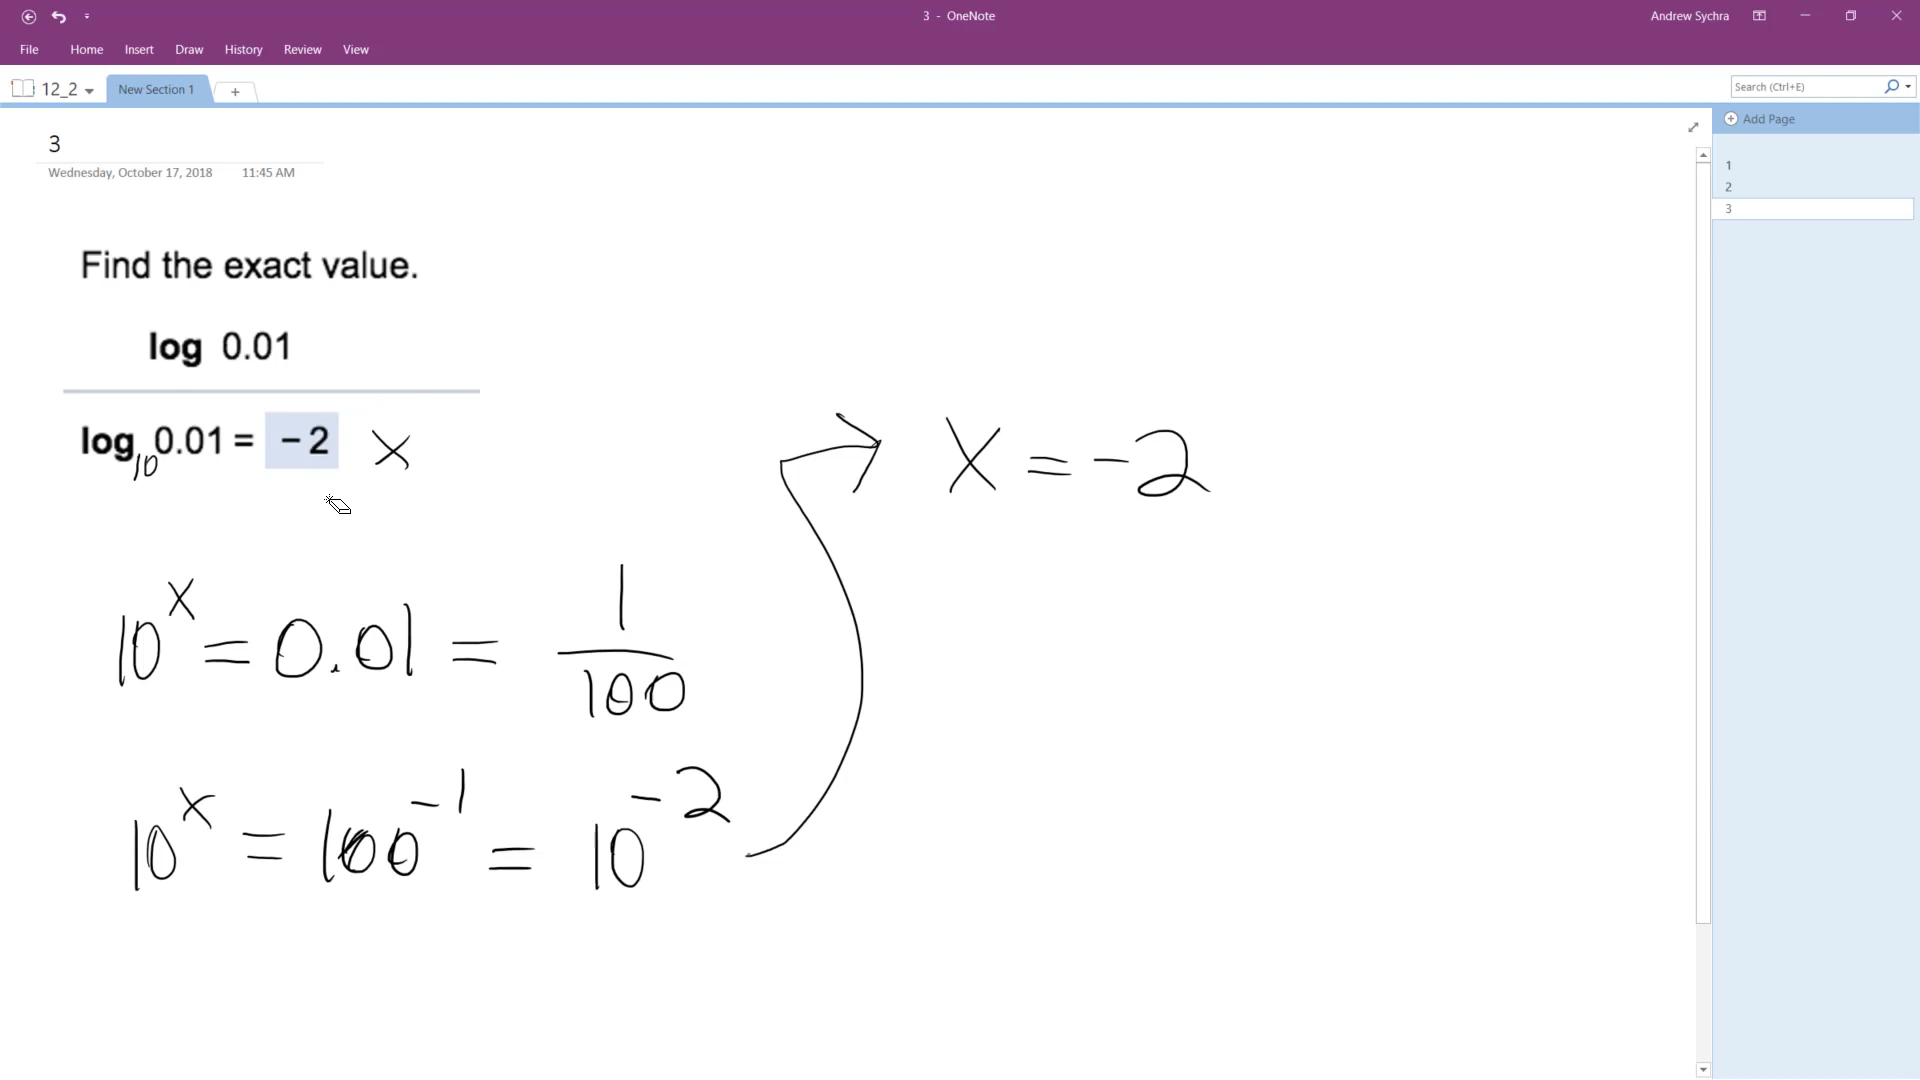 3 - OneNote
Andrew Sychra
File Home Insert Draw History Review View
12_2
New Section 1
+
Search (Ctrl+E)
Add Page
1
2
3
3
Wednesday, October 17, 2018 11:45 AM
Find the exact value.
log 0.01
log₁₀ 0.01 = -2 x
10^x = 0.01 = 1/100
10^x = 100^-1 = 10^-2
x = -2